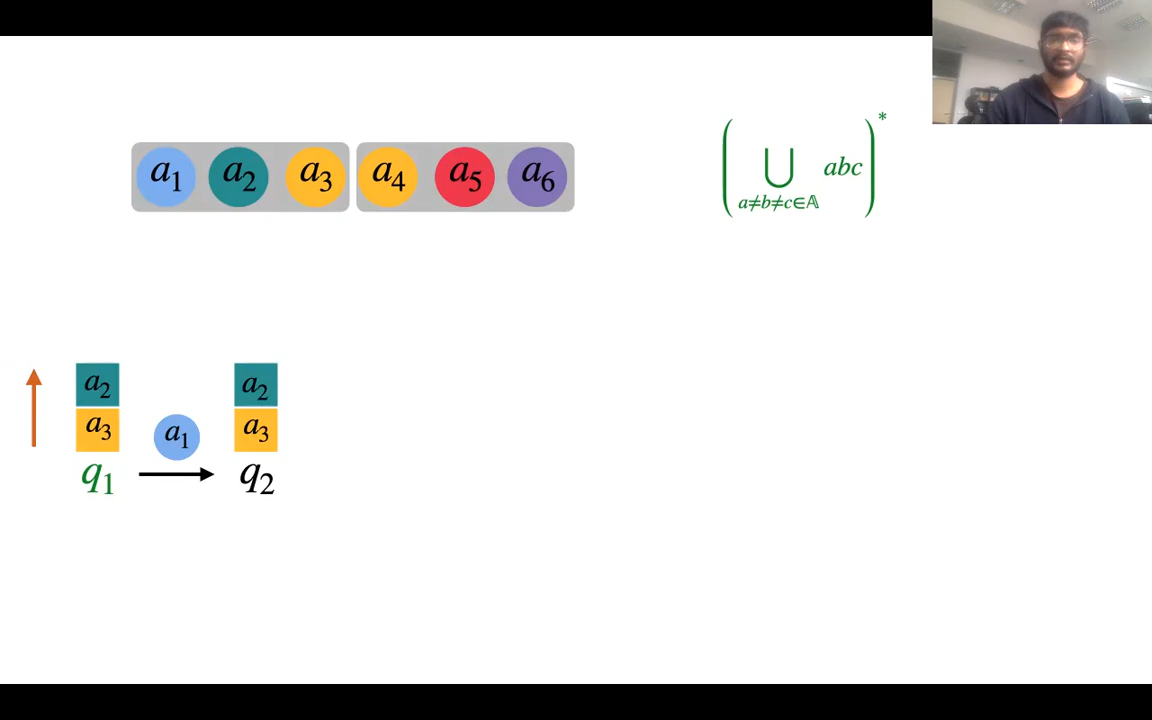 a₁ a₂ a₃ a₄ a₅ a₆
( ⋃ abc )*
a≠b≠c∈𝔸
a₂ a₂
a₃ a₁ a₃
q₁ q₂